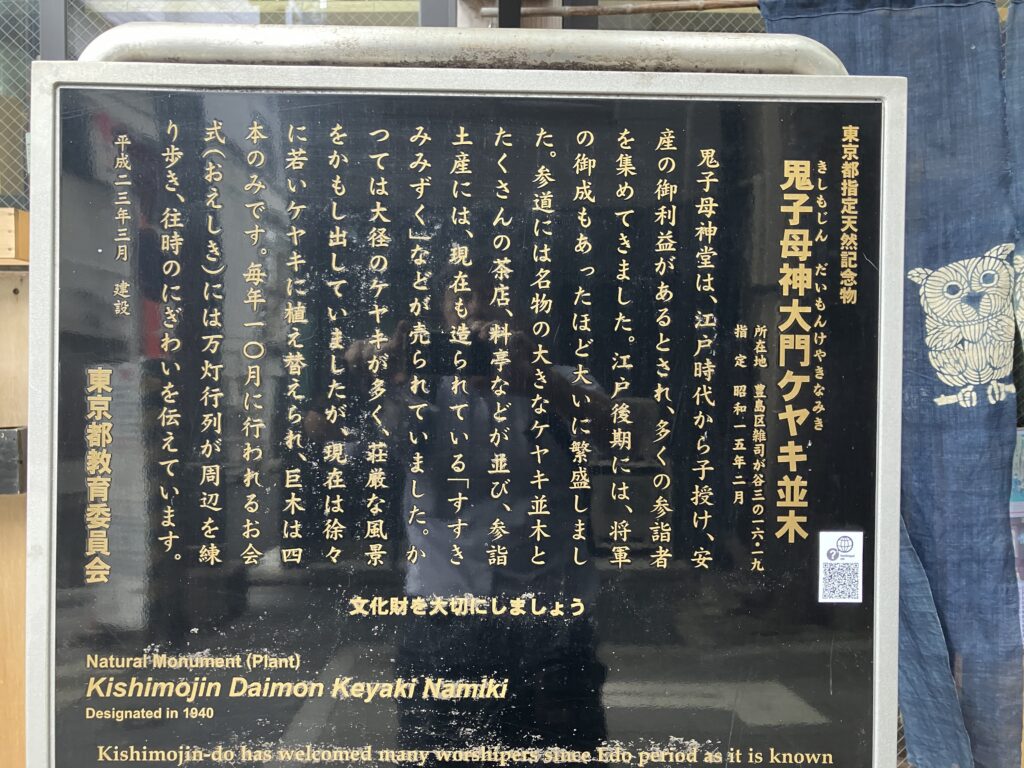 東京都指定天然記念物
きしもじん だいもんけやきなみき
鬼子母神大門ケヤキ並木
所在地 豊島区雑司が谷三の一六・一九
指定 昭和一五年二月
鬼子母神堂は、江戸時代から子授け、安
産の御利益があるとされ、多くの参詣者
を集めてきました。江戸後期には、将軍
の御成もあったほど大いに繁盛しまし
た。参道には名物の大きなケヤキ並木と
たくさんの茶店、料亭などが並び、参詣
土産には、現在も造られている「すすき
みみずく」などが売られていました。か
つては大径のケヤキが多く、荘厳な風景
をかもし出していましたが、現在は徐々
に若いケヤキに植え替えられ、巨木は四
本のみです。毎年一〇月に行われるお会
式(おえしき)には万灯行列が周辺を練
り歩き、往時のにぎわいを伝えています。
平成二三年三月 建設
東京都教育委員会
文化財を大切にしましょう
Natural Monument (Plant)
Kishimojin Daimon Keyaki Namiki
Designated in 1940
Kishimojin-do has welcomed many worshipers since Edo period as it is known